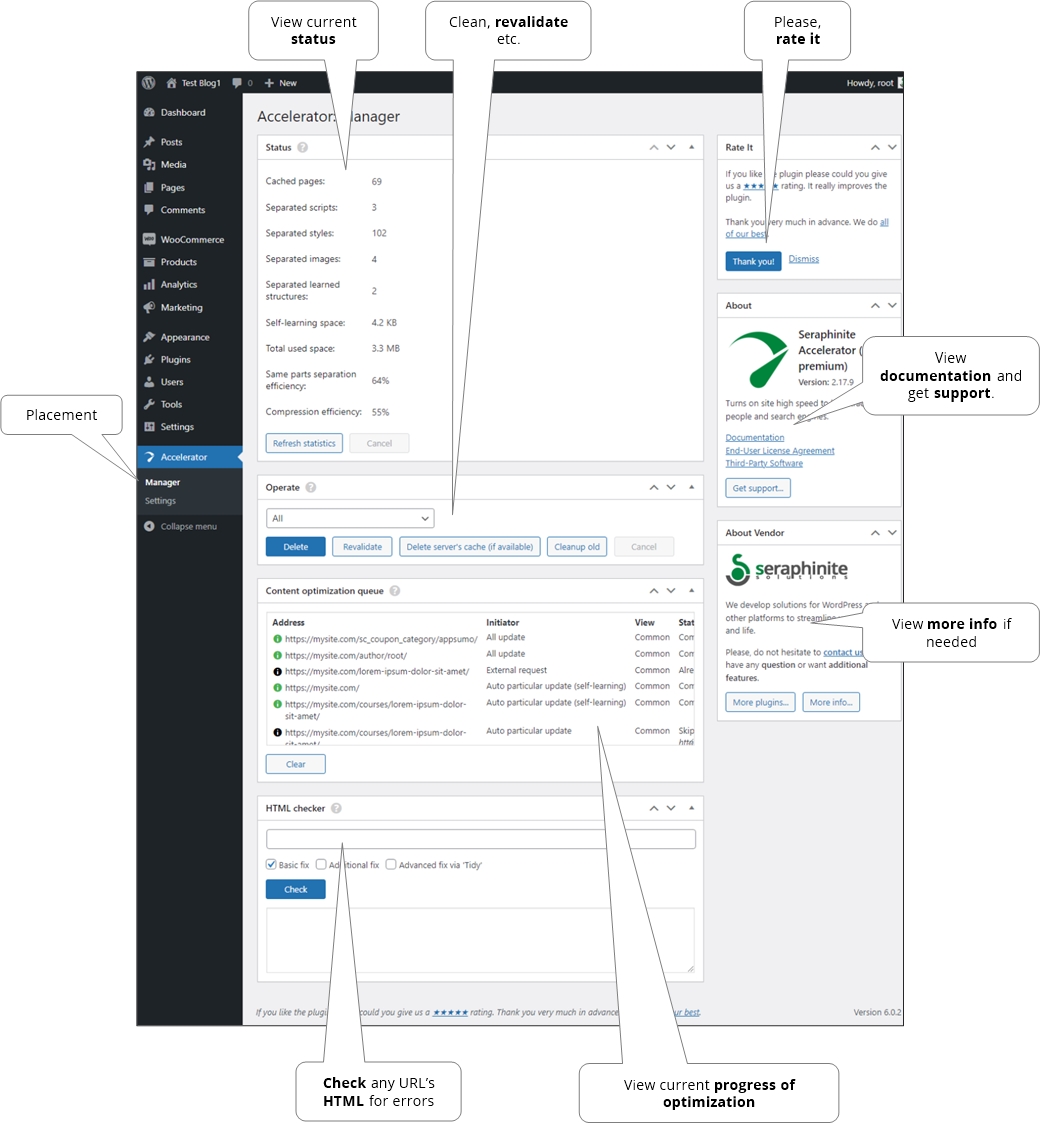 View current
status
Clean, revalidate
etc.
Please,
rate it
Test Blog1 0 New
Howdy, root
Dashboard
Posts
Media
Pages
Comments
WooCommerce
Products
Analytics
Marketing
Appearance
Plugins
Users
Tools
Settings
Accelerator
Manager
Settings
Collapse menu
Placement
Accelerator: Manager
Status
Cached pages: 69
Separated scripts: 3
Separated styles: 102
Separated images: 4
Separated learned
structures: 2
Self-learning space: 4.2 KB
Total used space: 3.3 MB
Same parts separation
efficiency: 64%
Compression efficiency: 55%
Refresh statistics Cancel
Operate
All
Delete Revalidate Delete server's cache (if available) Cleanup old Cancel
Content optimization queue
Address Initiator View Stat
https://mysite.com/sc_coupon_category/appsumo/ All update Common Com
https://mysite.com/author/root/ All update Common Com
https://mysite.com/lorem-ipsum-dolor-sit-amet/ External request Common Alre
https://mysite.com/ Auto particular update (self-learning) Common Com
https://mysite.com/courses/lorem-ipsum-dolor- Auto particular update (self-learning) Common Com
sit-amet/
https://mysite.com/courses/lorem-ipsum-dolor- Auto particular update Common Skip
sit-amet/ http
Clear
HTML checker
Basic fix Additional fix Advanced fix via 'Tidy'
Check
If you like the plugin could you give us a ★★★★★ rating. Thank you very much in advance ur best.
Version 6.0.2
Rate It
If you like the plugin please could you give
us a ★★★★★ rating. It really improves the
plugin.
Thank you very much in advance. We do all
of our best.
Thank you! Dismiss
About
Seraphinite
Accelerator (
premium)
Version: 2.17.9
Turns on site high speed to
people and search engines.
Documentation
End-User License Agreement
Third-Party Software
Get support...
View
documentation and
get support.
About Vendor
seraphinite
solutions
We develop solutions for WordPress and
other platforms to streamline
and life.
Please, do not hesitate to contact us
have any question or want additional
features.
More plugins... More info...
View more info if
needed
Check any URL's
HTML for errors
View current progress of
optimization